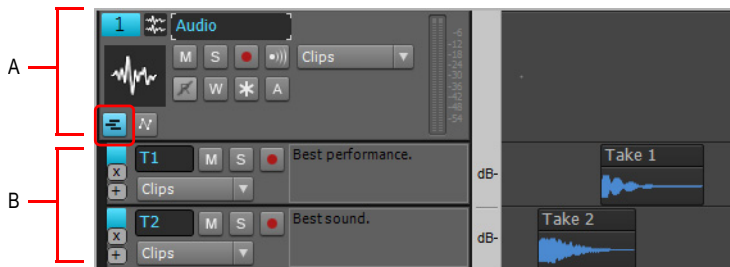 A
1 Audio
M S Clips
R W * A
-6
-12
-18
-24
-30
-36
-42
-48
-54
B
T1 M S Best performance.
x
+ Clips
dB-
Take 1
T2 M S Best sound.
x
+ Clips
dB-
Take 2